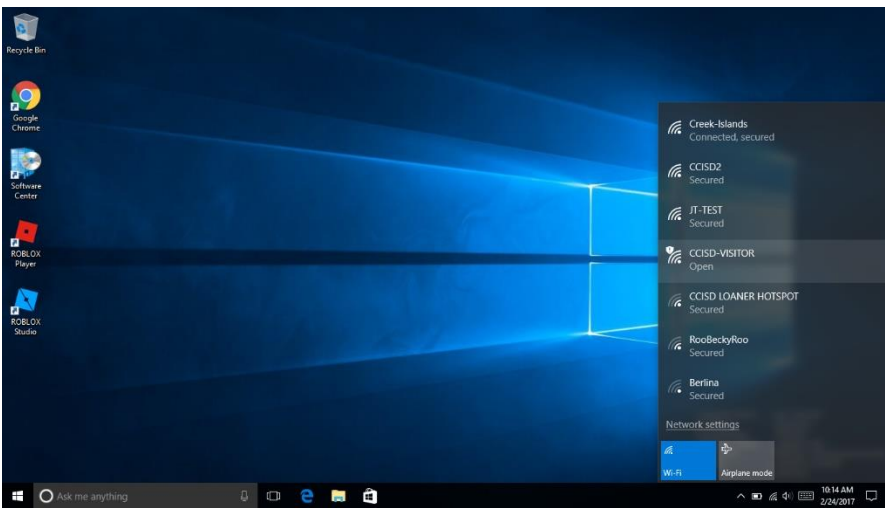 Recycle Bin
Google
Chrome
Software
Center
ROBLOX
Player
ROBLOX
Studio
Creek-Islands
Connected, secured
CCISD2
Secured
JT-TEST
Secured
CCISD-VISITOR
Open
CCISD LOANER HOTSPOT
Secured
RooBeckyRoo
Secured
Berlina
Secured
Network settings
Wi-Fi
Airplane mode
Ask me anything
10:14 AM
2/24/2017